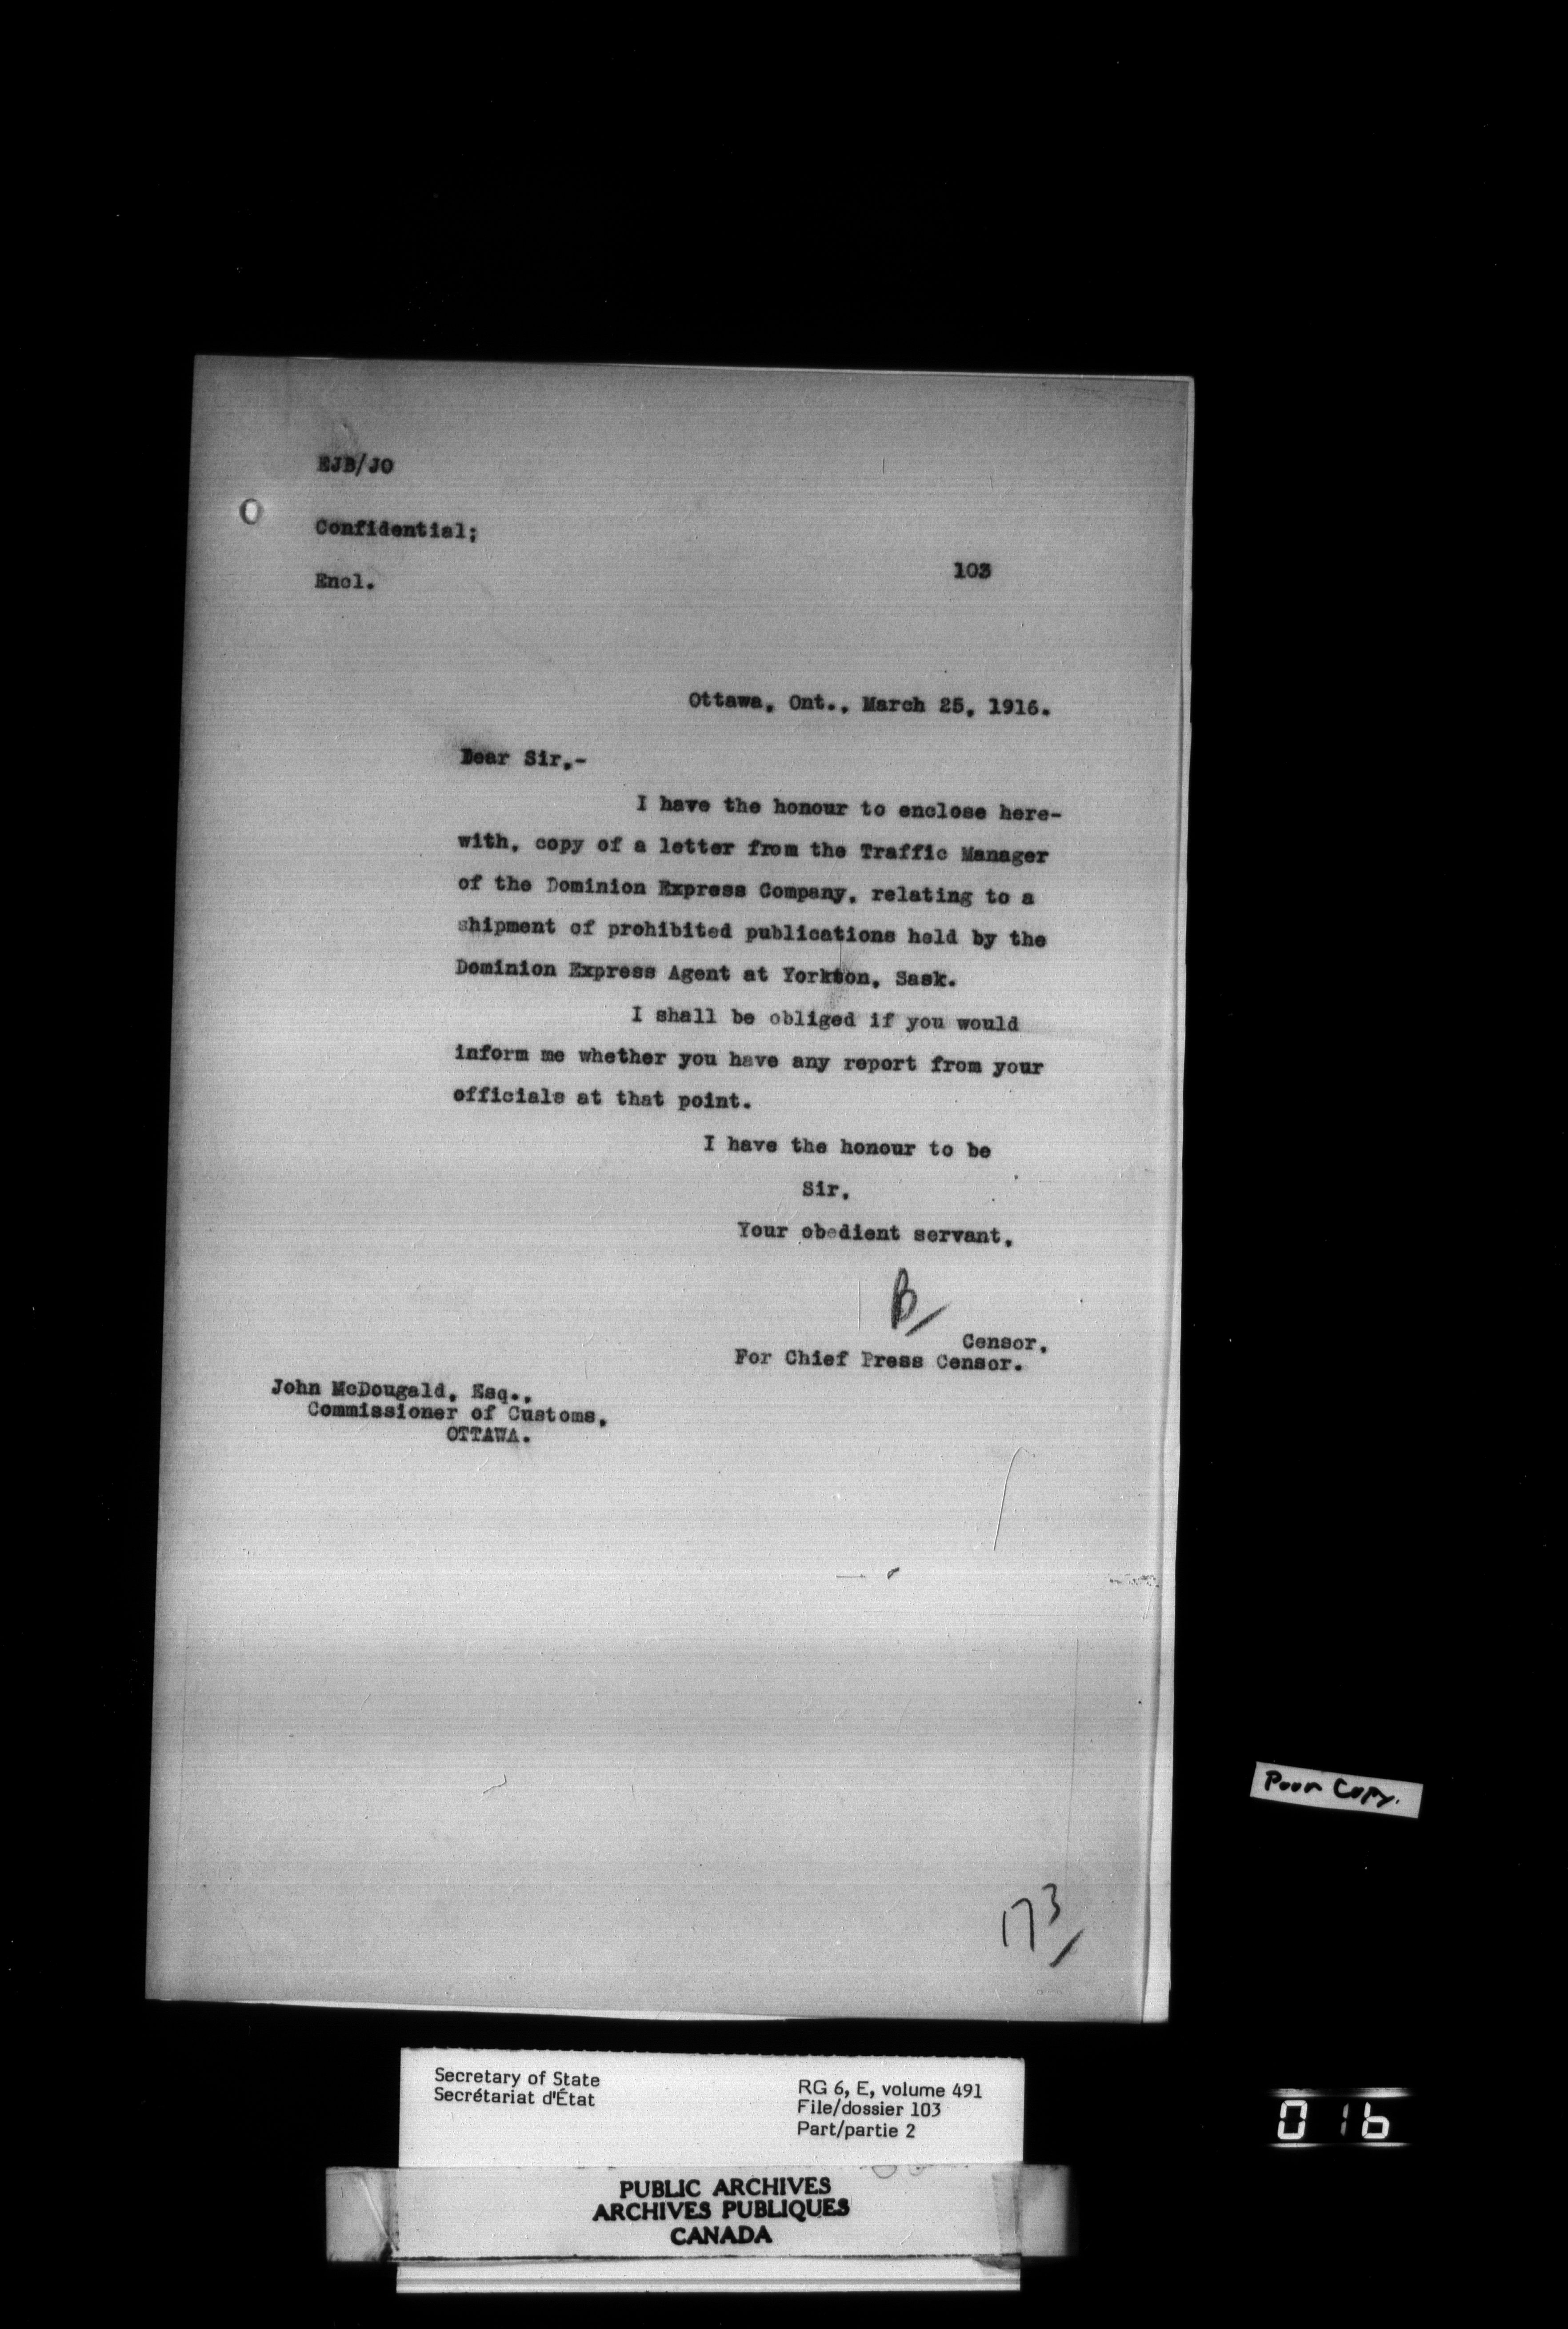 EJB/JO
Confidential;
103
Encl.
Ottawa, Ont., March 25, 1916.
Dear Sir,-
I have the honour to enclose here-
with, copy of a letter from the Traffic Manager
of the Dominion Express Company, relating to a
shipment of prohibited publications held by the
Dominion Express Agent at Yorkton, Sask.
I shall be obliged if you would
inform me whether you have any report from your
officials at that point.
I have the honour to be
Sir,
Your obedient servant,
B/
Censor,
For Chief Press Censor.
John McDougald, Esq.,
Commissioner of Customs,
OTTAWA.
Poor Copy.
173/
Secretary of State
Secrétariat d'État
RG 6, E, volume 491
File/dossier 103
Part/partie 2
016
PUBLIC ARCHIVES
ARCHIVES PUBLIQUES
CANADA